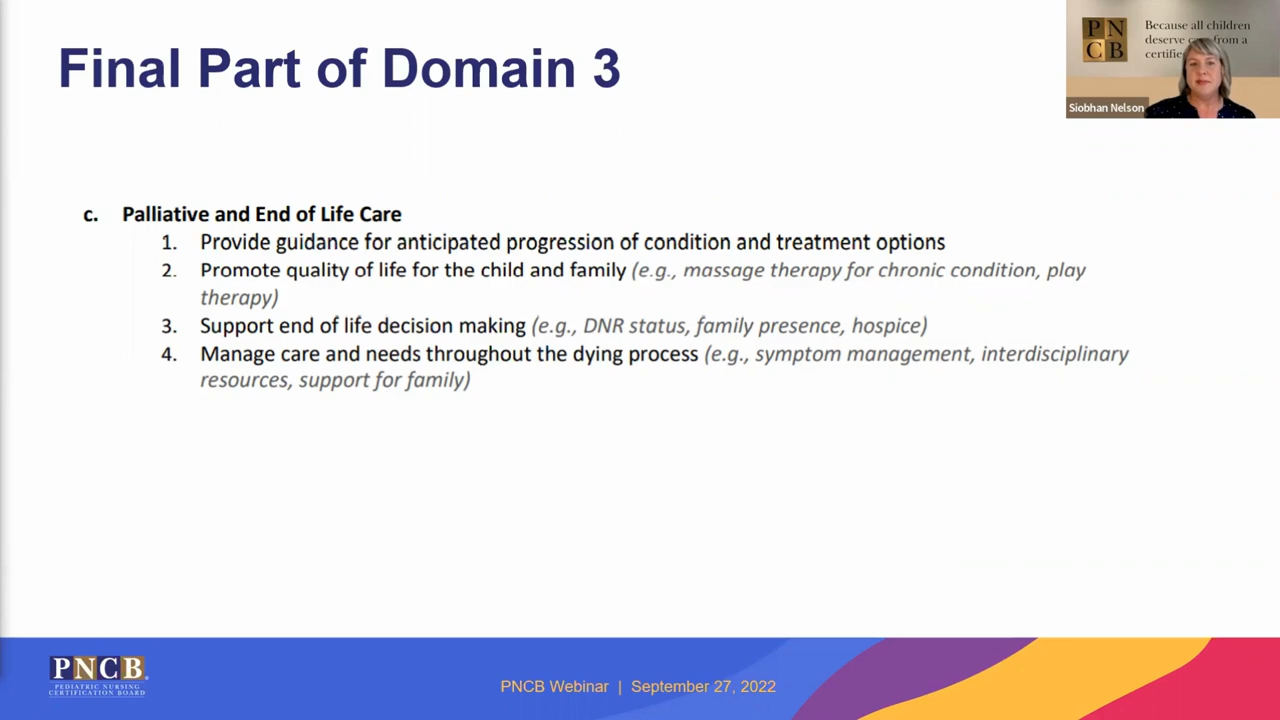 Final Part of Domain 3
PN
CB
Because all children
deserve from a
Siobhan Nelson
c. Palliative and End of Life Care
1. Provide guidance for anticipated progression of condition and treatment options
2. Promote quality of life for the child and family (e.g., massage therapy for chronic condition, play
therapy)
3. Support end of life decision making (e.g., DNR status, family presence, hospice)
4. Manage care and needs throughout the dying process (e.g., symptom management, interdisciplinary
resources, support for family)
PNCB
PEDIATRIC NURSING
CERTIFICATION BOARD
PNCB Webinar | September 27, 2022